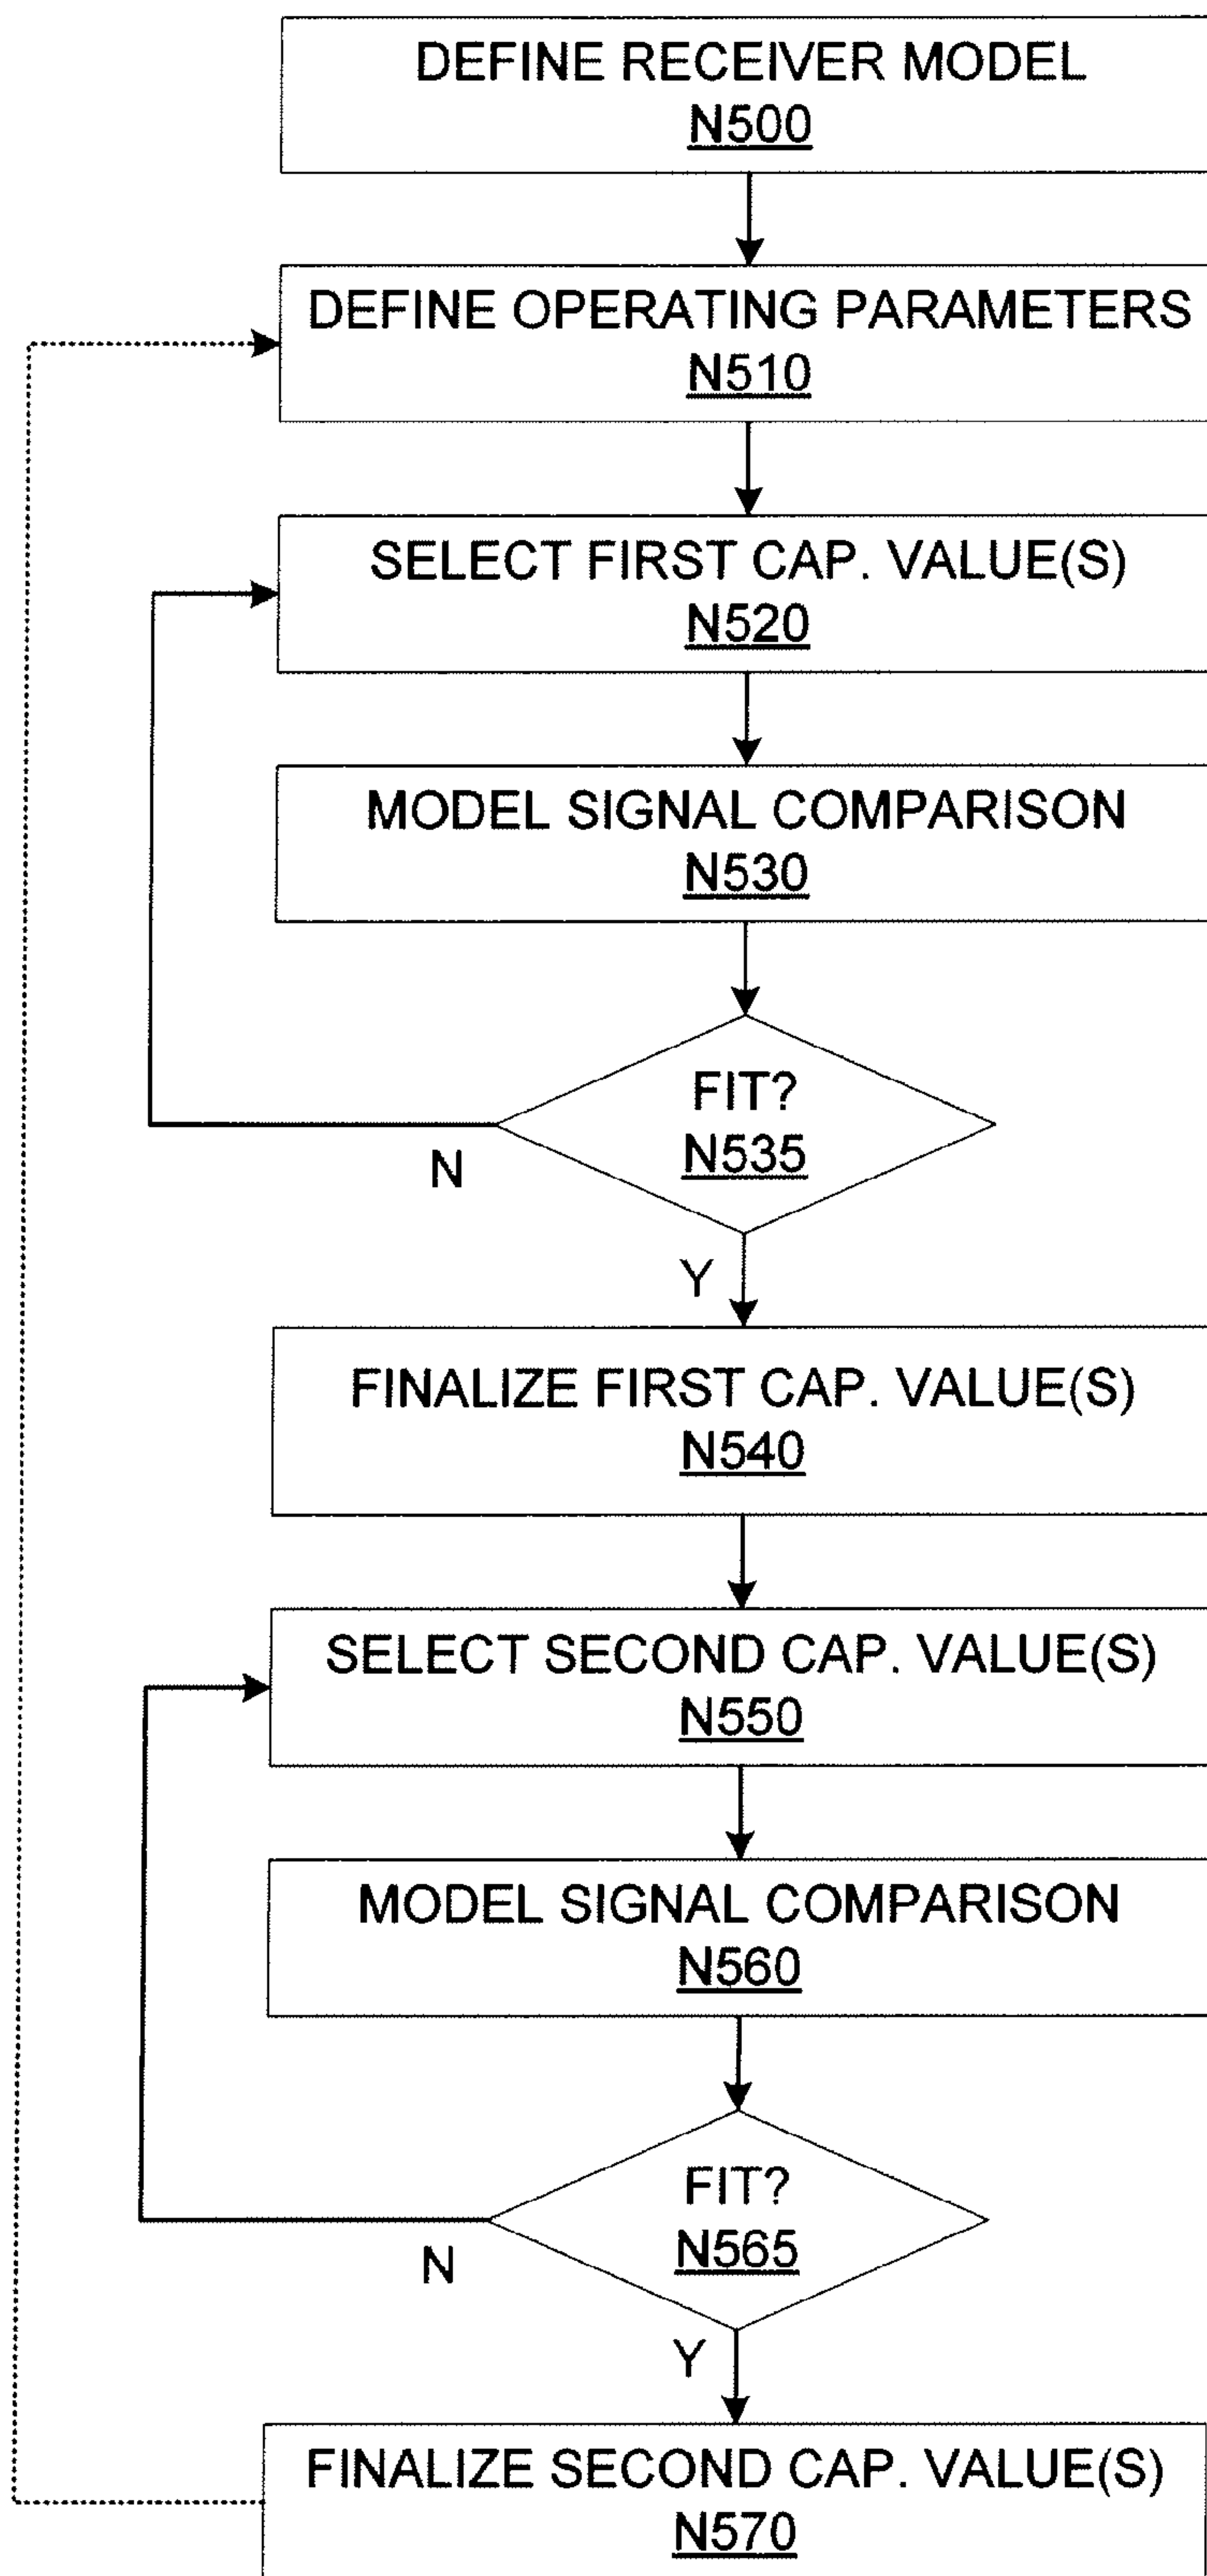 DEFINE RECEIVER MODEL
N500
DEFINE OPERATING PARAMETERS
N510
SELECT FIRST CAP. VALUE(S)
N520
MODEL SIGNAL COMPARISON
N530
FIT?
N535
N
Y
FINALIZE FIRST CAP. VALUE(S)
N540
SELECT SECOND CAP. VALUE(S)
N550
MODEL SIGNAL COMPARISON
N560
FIT?
N565
N
Y
FINALIZE SECOND CAP. VALUE(S)
N570